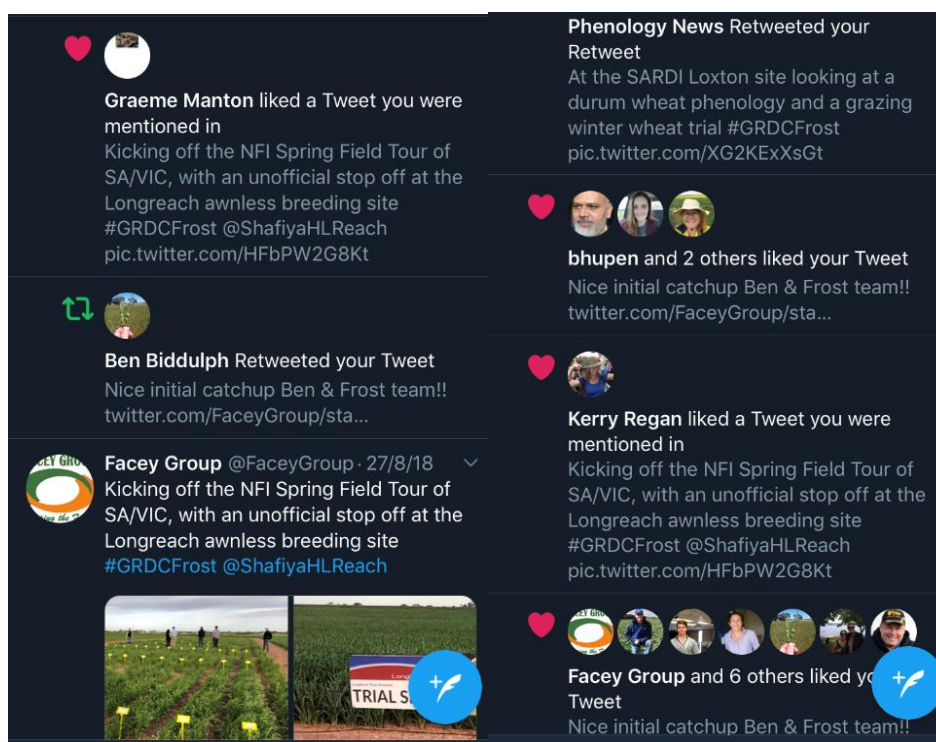 Graeme Manton liked a Tweet you were
mentioned in
Kicking off the NFI Spring Field Tour of
SA/VIC, with an unofficial stop off at the
Longreach awnless breeding site
#GRDCFrost @ShafiyaHLReach
pic.twitter.com/HFbPW2G8Kt
Ben Biddulph Retweeted your Tweet
Nice initial catchup Ben & Frost team!!
twitter.com/FaceyGroup/sta...
Facey Group @FaceyGroup · 27/8/18
Kicking off the NFI Spring Field Tour of
SA/VIC, with an unofficial stop off at the
Longreach awnless breeding site
#GRDCFrost @ShafiyaHLReach
TRIAL S
Phenology News Retweeted your
Retweet
At the SARDI Loxton site looking at a
durum wheat phenology and a grazing
winter wheat trial #GRDCFrost
pic.twitter.com/XG2KExXsGt
bhupen and 2 others liked your Tweet
Nice initial catchup Ben & Frost team!!
twitter.com/FaceyGroup/sta...
Kerry Regan liked a Tweet you were
mentioned in
Kicking off the NFI Spring Field Tour of
SA/VIC, with an unofficial stop off at the
Longreach awnless breeding site
#GRDCFrost @ShafiyaHLReach
pic.twitter.com/HFbPW2G8Kt
Facey Group and 6 others liked yo
Tweet
Nice initial catchup Ben & Frost team!!